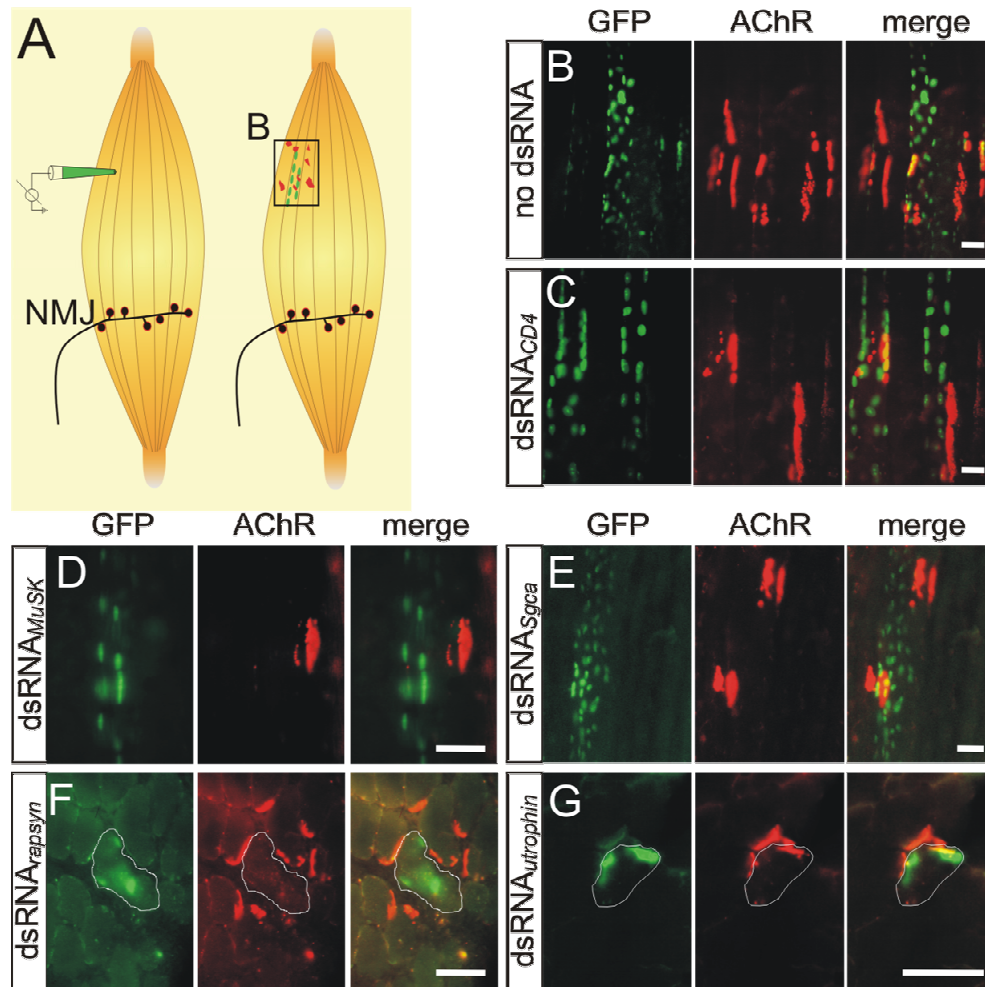 A
B
NMJ
GFP AChR merge
no dsRNA
B
dsRNACD4
C
GFP AChR merge
dsRNAMuSK
D
GFP AChR merge
dsRNASgca
E
dsRNArapsyn
F
dsRNAutrophin
G